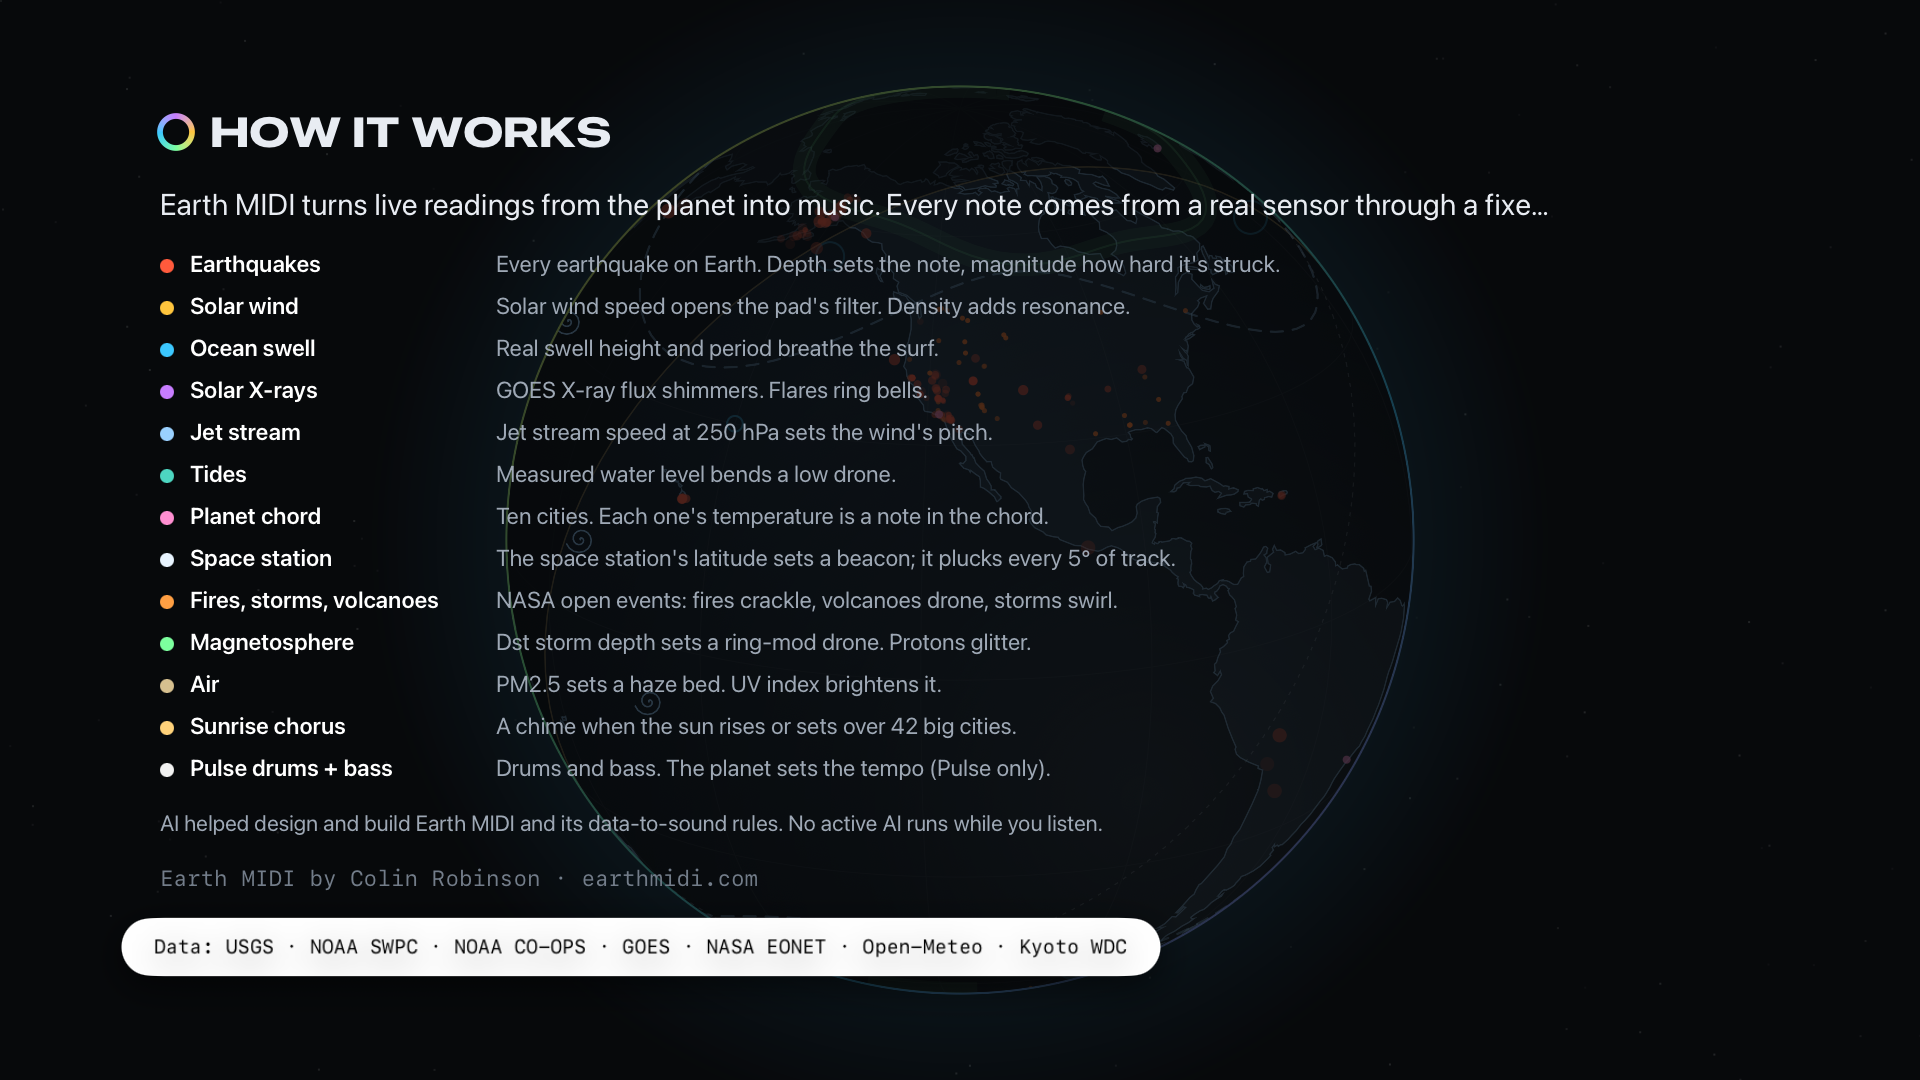 HOW IT WORKS
Earth MIDI turns live readings from the planet into music. Every note comes from a real sensor through a fixe...
Earthquakes Every earthquake on Earth. Depth sets the note, magnitude how hard it's struck.
Solar wind Solar wind speed opens the pad's filter. Density adds resonance.
Ocean swell Real swell height and period breathe the surf.
Solar X-rays GOES X-ray flux shimmers. Flares ring bells.
Jet stream Jet stream speed at 250 hPa sets the wind's pitch.
Tides Measured water level bends a low drone.
Planet chord Ten cities. Each one's temperature is a note in the chord.
Space station The space station's latitude sets a beacon; it plucks every 5° of track.
Fires, storms, volcanoes NASA open events: fires crackle, volcanoes drone, storms swirl.
Magnetosphere Dst storm depth sets a ring-mod drone. Protons glitter.
Air PM2.5 sets a haze bed. UV index brightens it.
Sunrise chorus A chime when the sun rises or sets over 42 big cities.
Pulse drums + bass Drums and bass. The planet sets the tempo (Pulse only).
AI helped design and build Earth MIDI and its data-to-sound rules. No active AI runs while you listen.
Earth MIDI by Colin Robinson · earthmidi.com
Data: USGS · NOAA SWPC · NOAA CO-OPS · GOES · NASA EONET · Open-Meteo · Kyoto WDC